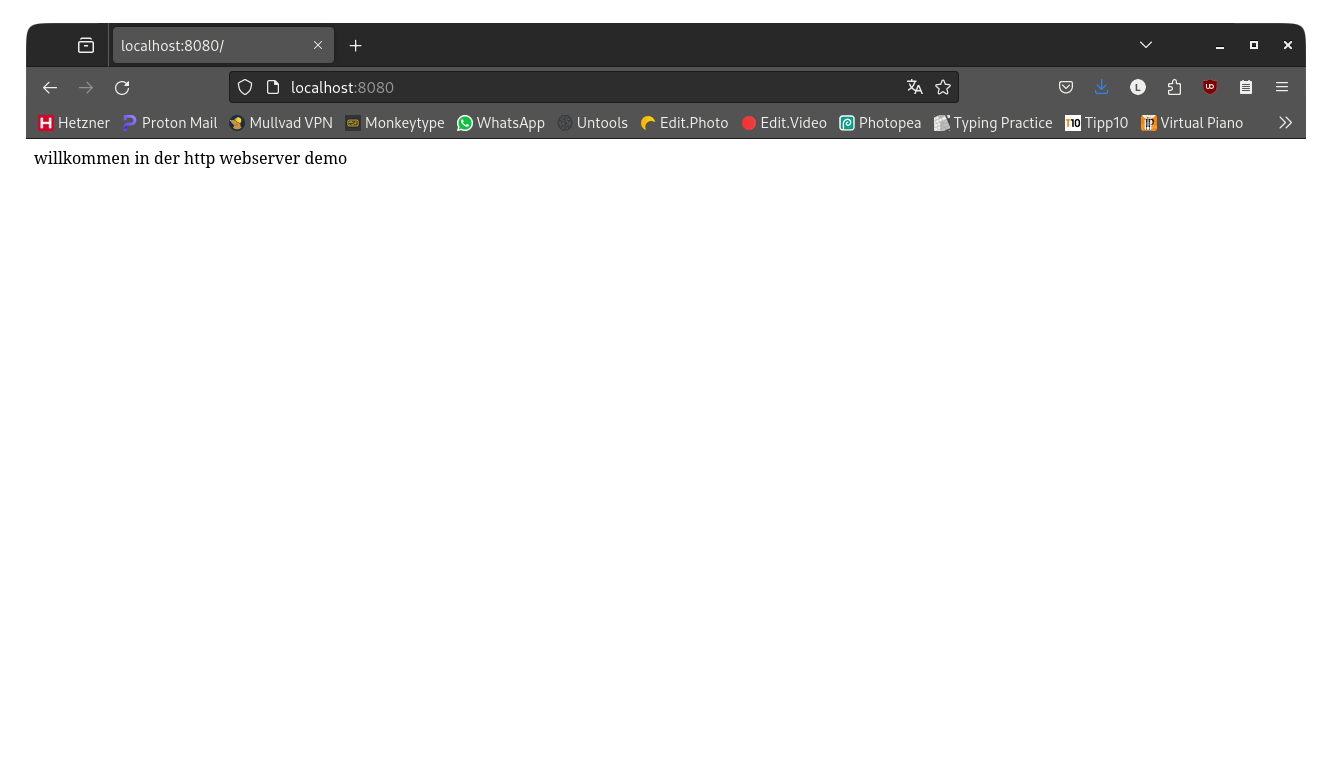 localhost:8080/
localhost:8080
Hetzner Proton Mail Mullvad VPN Monkeytype WhatsApp Untools Edit.Photo Edit.Video Photopea Typing Practice T10 Tipp10 Virtual Piano
willkommen in der http webserver demo